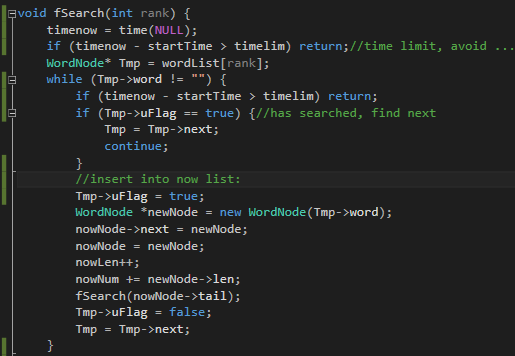 void fSearch(int rank) {
timenow = time(NULL);
if (timenow - startTime > timelim) return;//time limit, avoid ...
WordNode* Tmp = wordList[rank];
while (Tmp->word != "") {
if (timenow - startTime > timelim) return;
if (Tmp->uFlag == true) {//has searched, find next
Tmp = Tmp->next;
continue;
}
//insert into now list:
Tmp->uFlag = true;
WordNode *newNode = new WordNode(Tmp->word);
nowNode->next = newNode;
nowNode = newNode;
nowLen++;
nowNum += newNode->len;
fSearch(nowNode->tail);
Tmp->uFlag = false;
Tmp = Tmp->next;
}